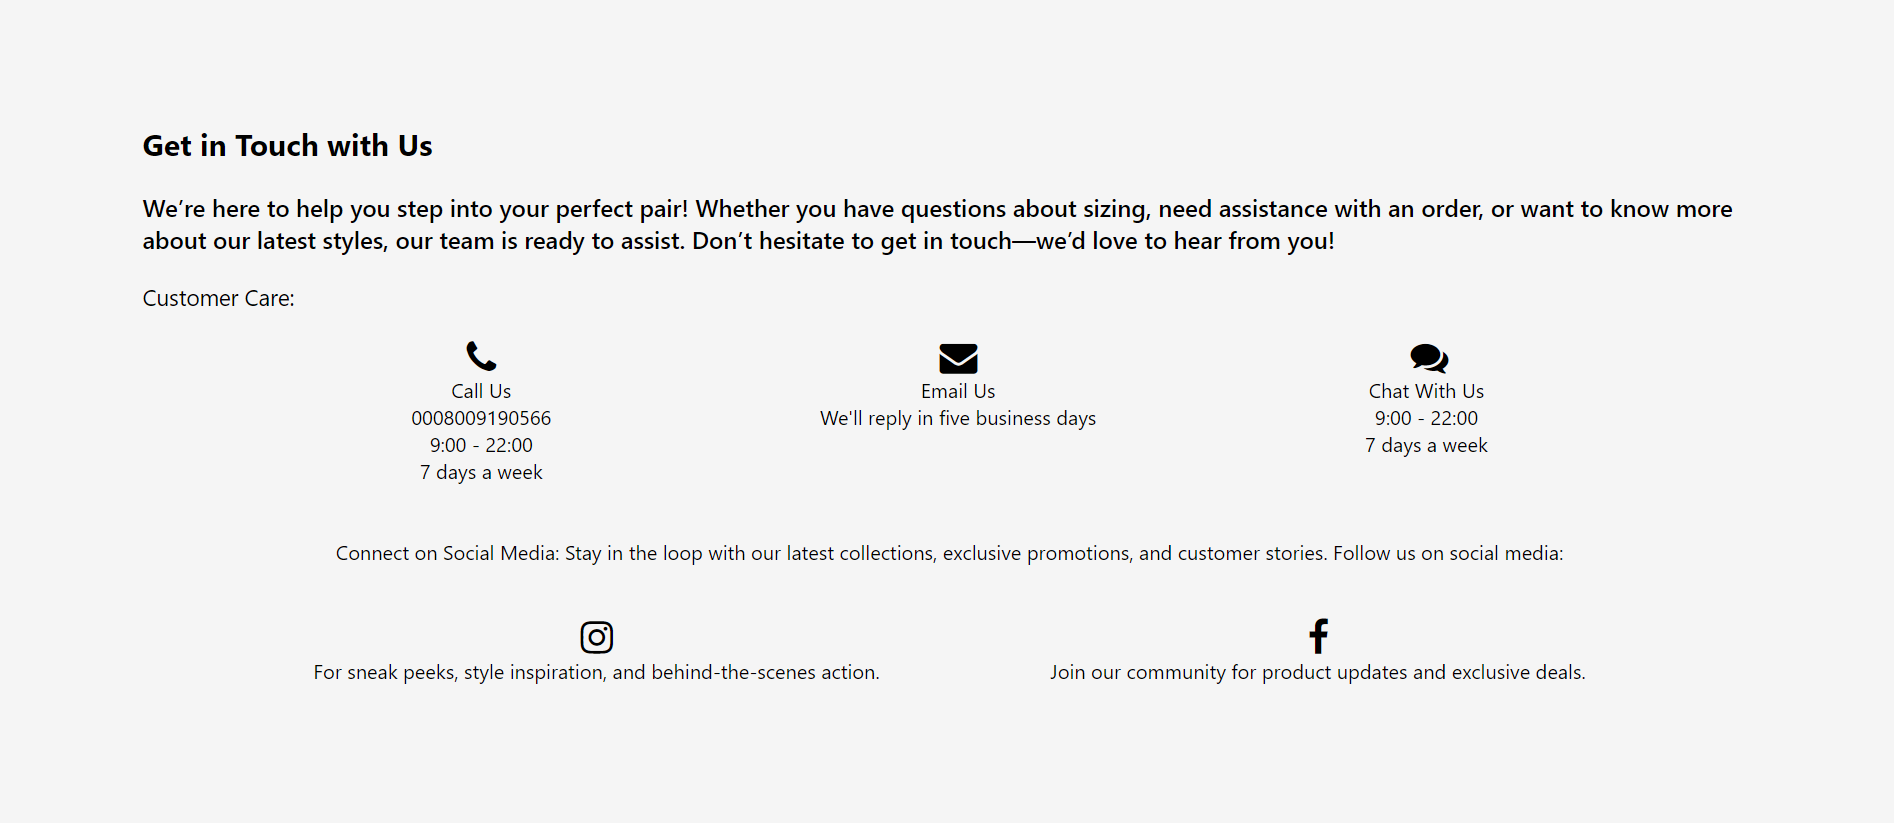 Get in Touch with Us
We’re here to help you step into your perfect pair! Whether you have questions about sizing, need assistance with an order, or want to know more
about our latest styles, our team is ready to assist. Don’t hesitate to get in touch—we’d love to hear from you!
Customer Care:
Call Us
0008009190566
9:00 - 22:00
7 days a week
Email Us
We'll reply in five business days
Chat With Us
9:00 - 22:00
7 days a week
Connect on Social Media: Stay in the loop with our latest collections, exclusive promotions, and customer stories. Follow us on social media:
For sneak peeks, style inspiration, and behind-the-scenes action.
Join our community for product updates and exclusive deals.